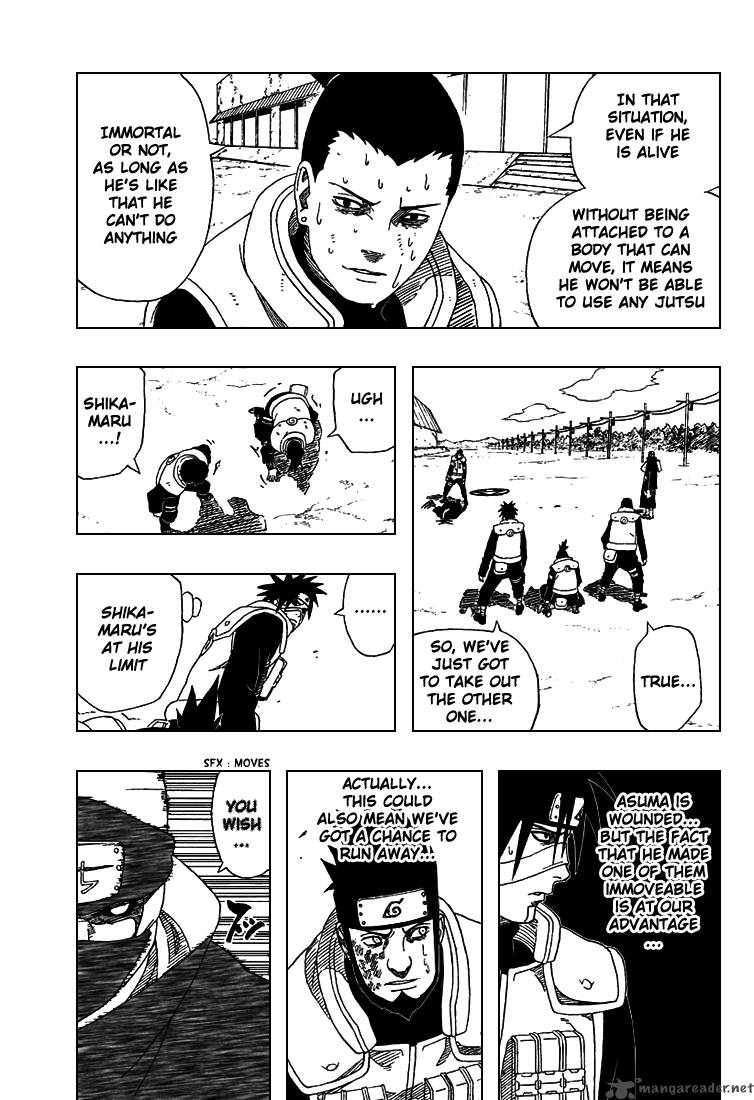 IN THAT
SITUATION,
EVEN IF HE
IS ALIVE
WITHOUT BEING
ATTACHED TO A
BODY THAT CAN
MOVE, IT MEANS
HE WON'T BE ABLE
TO USE ANY JUTSU
IMMORTAL
OR NOT,
AS LONG AS
HE'S LIKE
THAT HE
CAN'T DO
ANYTHING
TRUE...
SO, WE'VE
JUST GOT
TO TAKE OUT
THE OTHER
ONE...
UGH
...
SHIKA-
MARU
...!
......
SHIKA-
MARU'S
AT HIS
LIMIT
ASUMA IS
WOUNDED...
BUT THE FACT
THAT HE MADE
ONE OF THEM
IMMOVEABLE
IS AT OUR
ADVANTAGE
...
ACTUALLY...
THIS COULD
ALSO MEAN WE'VE
GOT A CHANCE TO
RUN AWAY...
SFX : MOVES
YOU
WISH
...
ズッ
mangareader.net